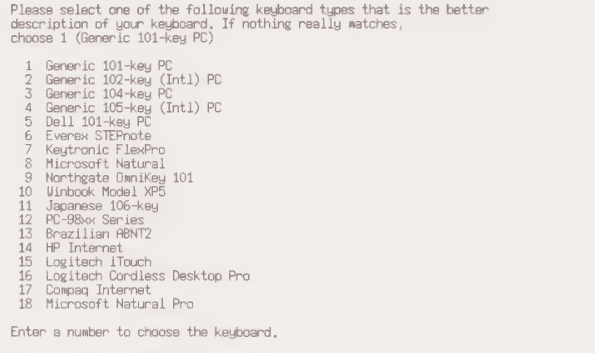 Please select one of the following keyboard types that is the better
description of your keyboard. If nothing really matches,
choose 1 (Generic 101-key PC)
1 Generic 101-key PC
2 Generic 102-key (Intl) PC
3 Generic 104-key PC
4 Generic 105-key (Intl) PC
5 Dell 101-key PC
6 Everex STEPnote
7 Keytronic FlexPro
8 Microsoft Natural
9 Northgate OmniKey 101
10 Winbook Model XP5
11 Japanese 106-key
12 PC-98xx Series
13 Brazilian ABNT2
14 HP Internet
15 Logitech iTouch
16 Logitech Cordless Desktop Pro
17 Compaq Internet
18 Microsoft Natural Pro
Enter a number to choose the keyboard.